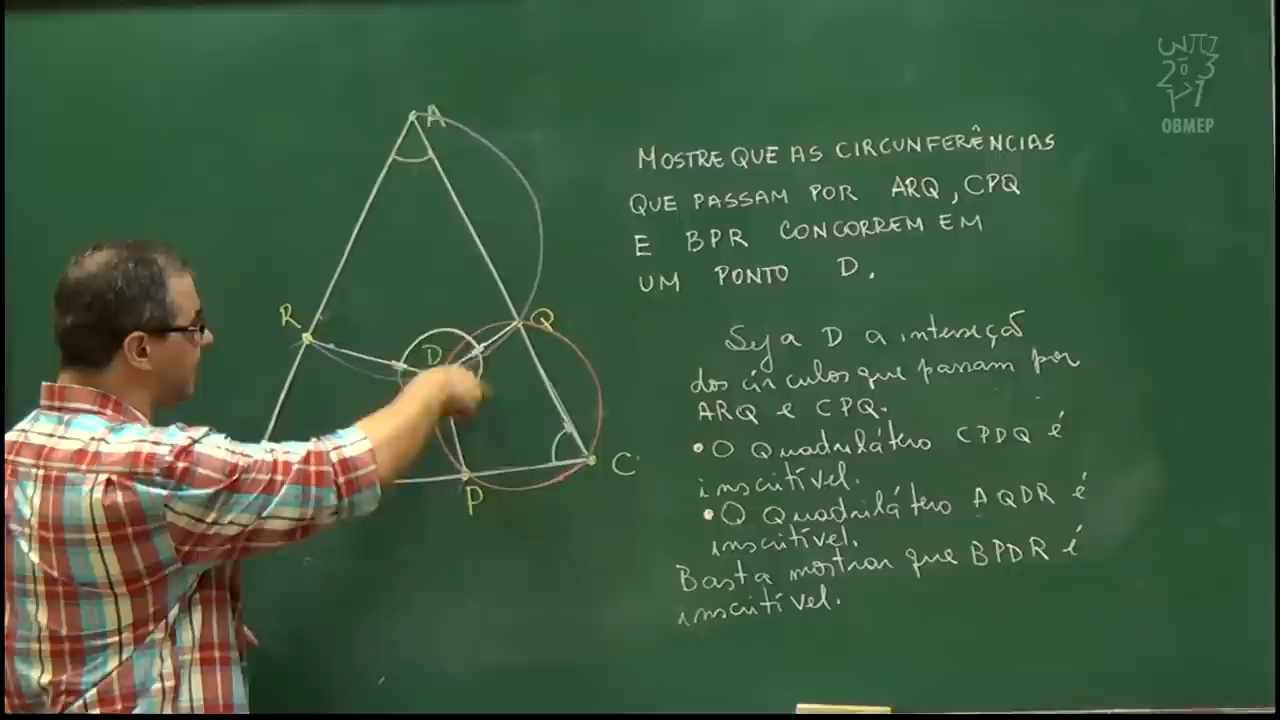 A
R
Q
D
C
P
MOSTRE QUE AS CIRCUNFERÊNCIAS
QUE PASSAM POR ARQ, CPQ
E BPR CONCORREM EM
UM PONTO D.
Seja D a interseção
dos círculos que passam por
ARQ e CPQ.
• O Quadrilátero CPDQ é
inscritível.
• O Quadrilátero AQDR é
inscritível.
Basta mostrar que BPDR é
inscritível.
OBMEP